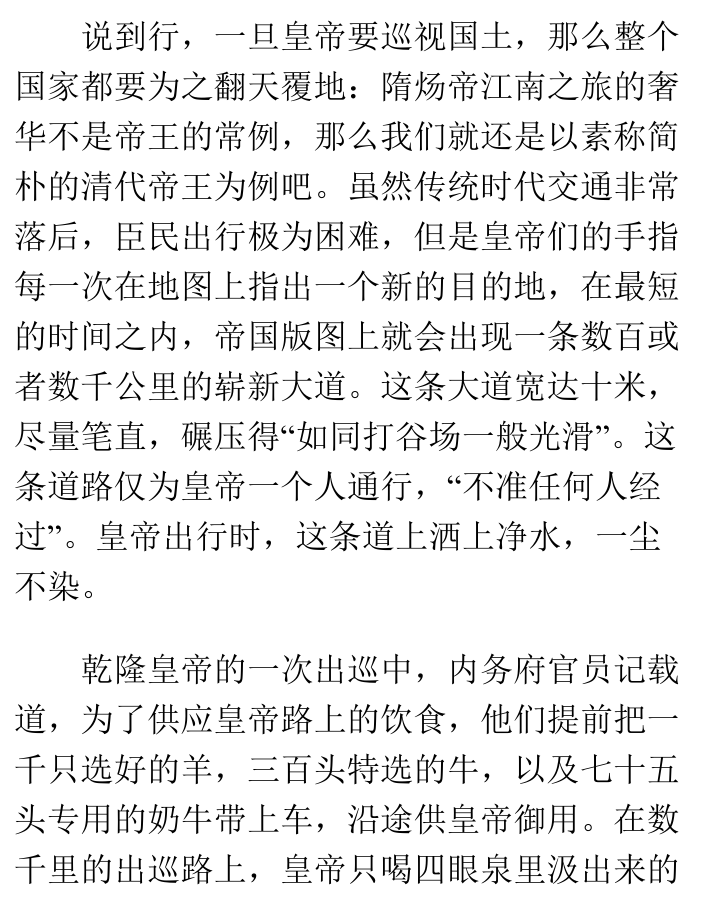 说到行，一旦皇帝要巡视国土，那么整个
国家都要为之翻天覆地：隋炀帝江南之旅的奢
华不是帝王的常例，那么我们就还是以素称简
朴的清代帝王为例吧。虽然传统时代交通非常
落后，臣民出行极为困难，但是皇帝们的手指
每一次在地图上指出一个新的目的地，在最短
的时间之内，帝国版图上就会出现一条数百或
者数千公里的崭新大道。这条大道宽达十米，
尽量笔直，碾压得“如同打谷场一般光滑”。这
条道路仅为皇帝一个人通行，“不准任何人经
过”。皇帝出行时，这条道上洒上净水，一尘
不染。
乾隆皇帝的一次出巡中，内务府官员记载
道，为了供应皇帝路上的饮食，他们提前把一
千只选好的羊，三百头特选的牛，以及七十五
头专用的奶牛带上车，沿途供皇帝御用。在数
千里的出巡路上，皇帝只喝四眼泉里汲出来的